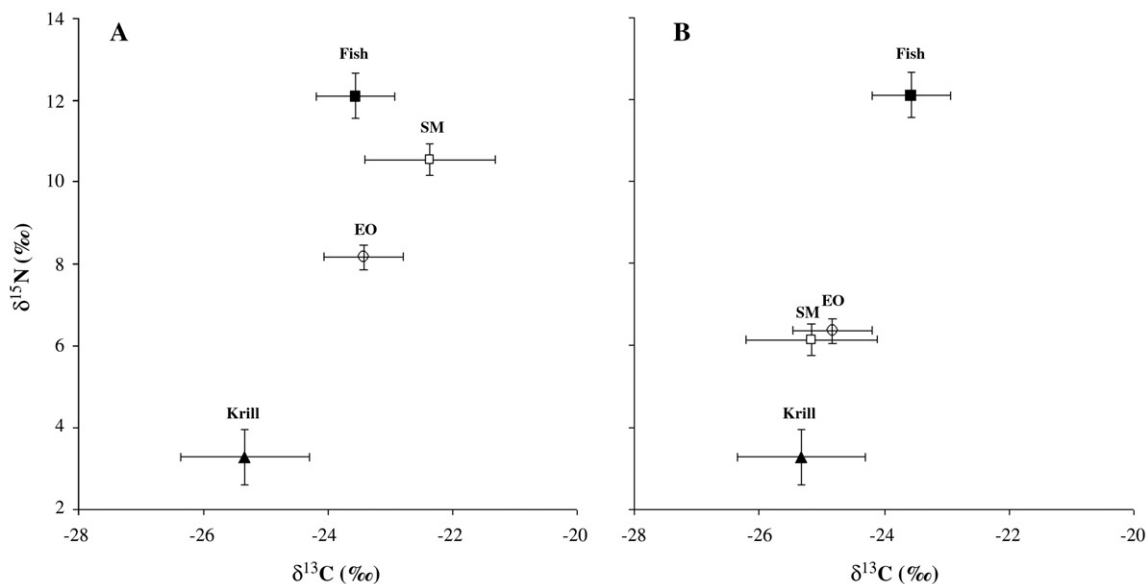 A
B
14
12
10
8
6
4
2
δ¹⁵N (‰)
Fish
SM
EO
Krill
Fish
EO
SM
Krill
-28 -26 -24 -22 -20
-28 -26 -24 -22 -20
δ¹³C (‰)
δ¹³C (‰)